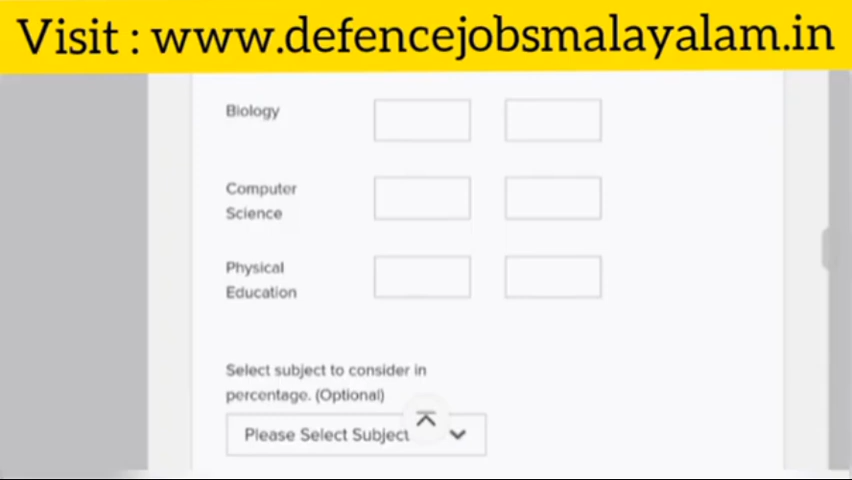 Visit : www.defencejobsmalayalam.in
Biology
Computer
Science
Physical
Education
Select subject to consider in
percentage. (Optional)
Please Select Subject